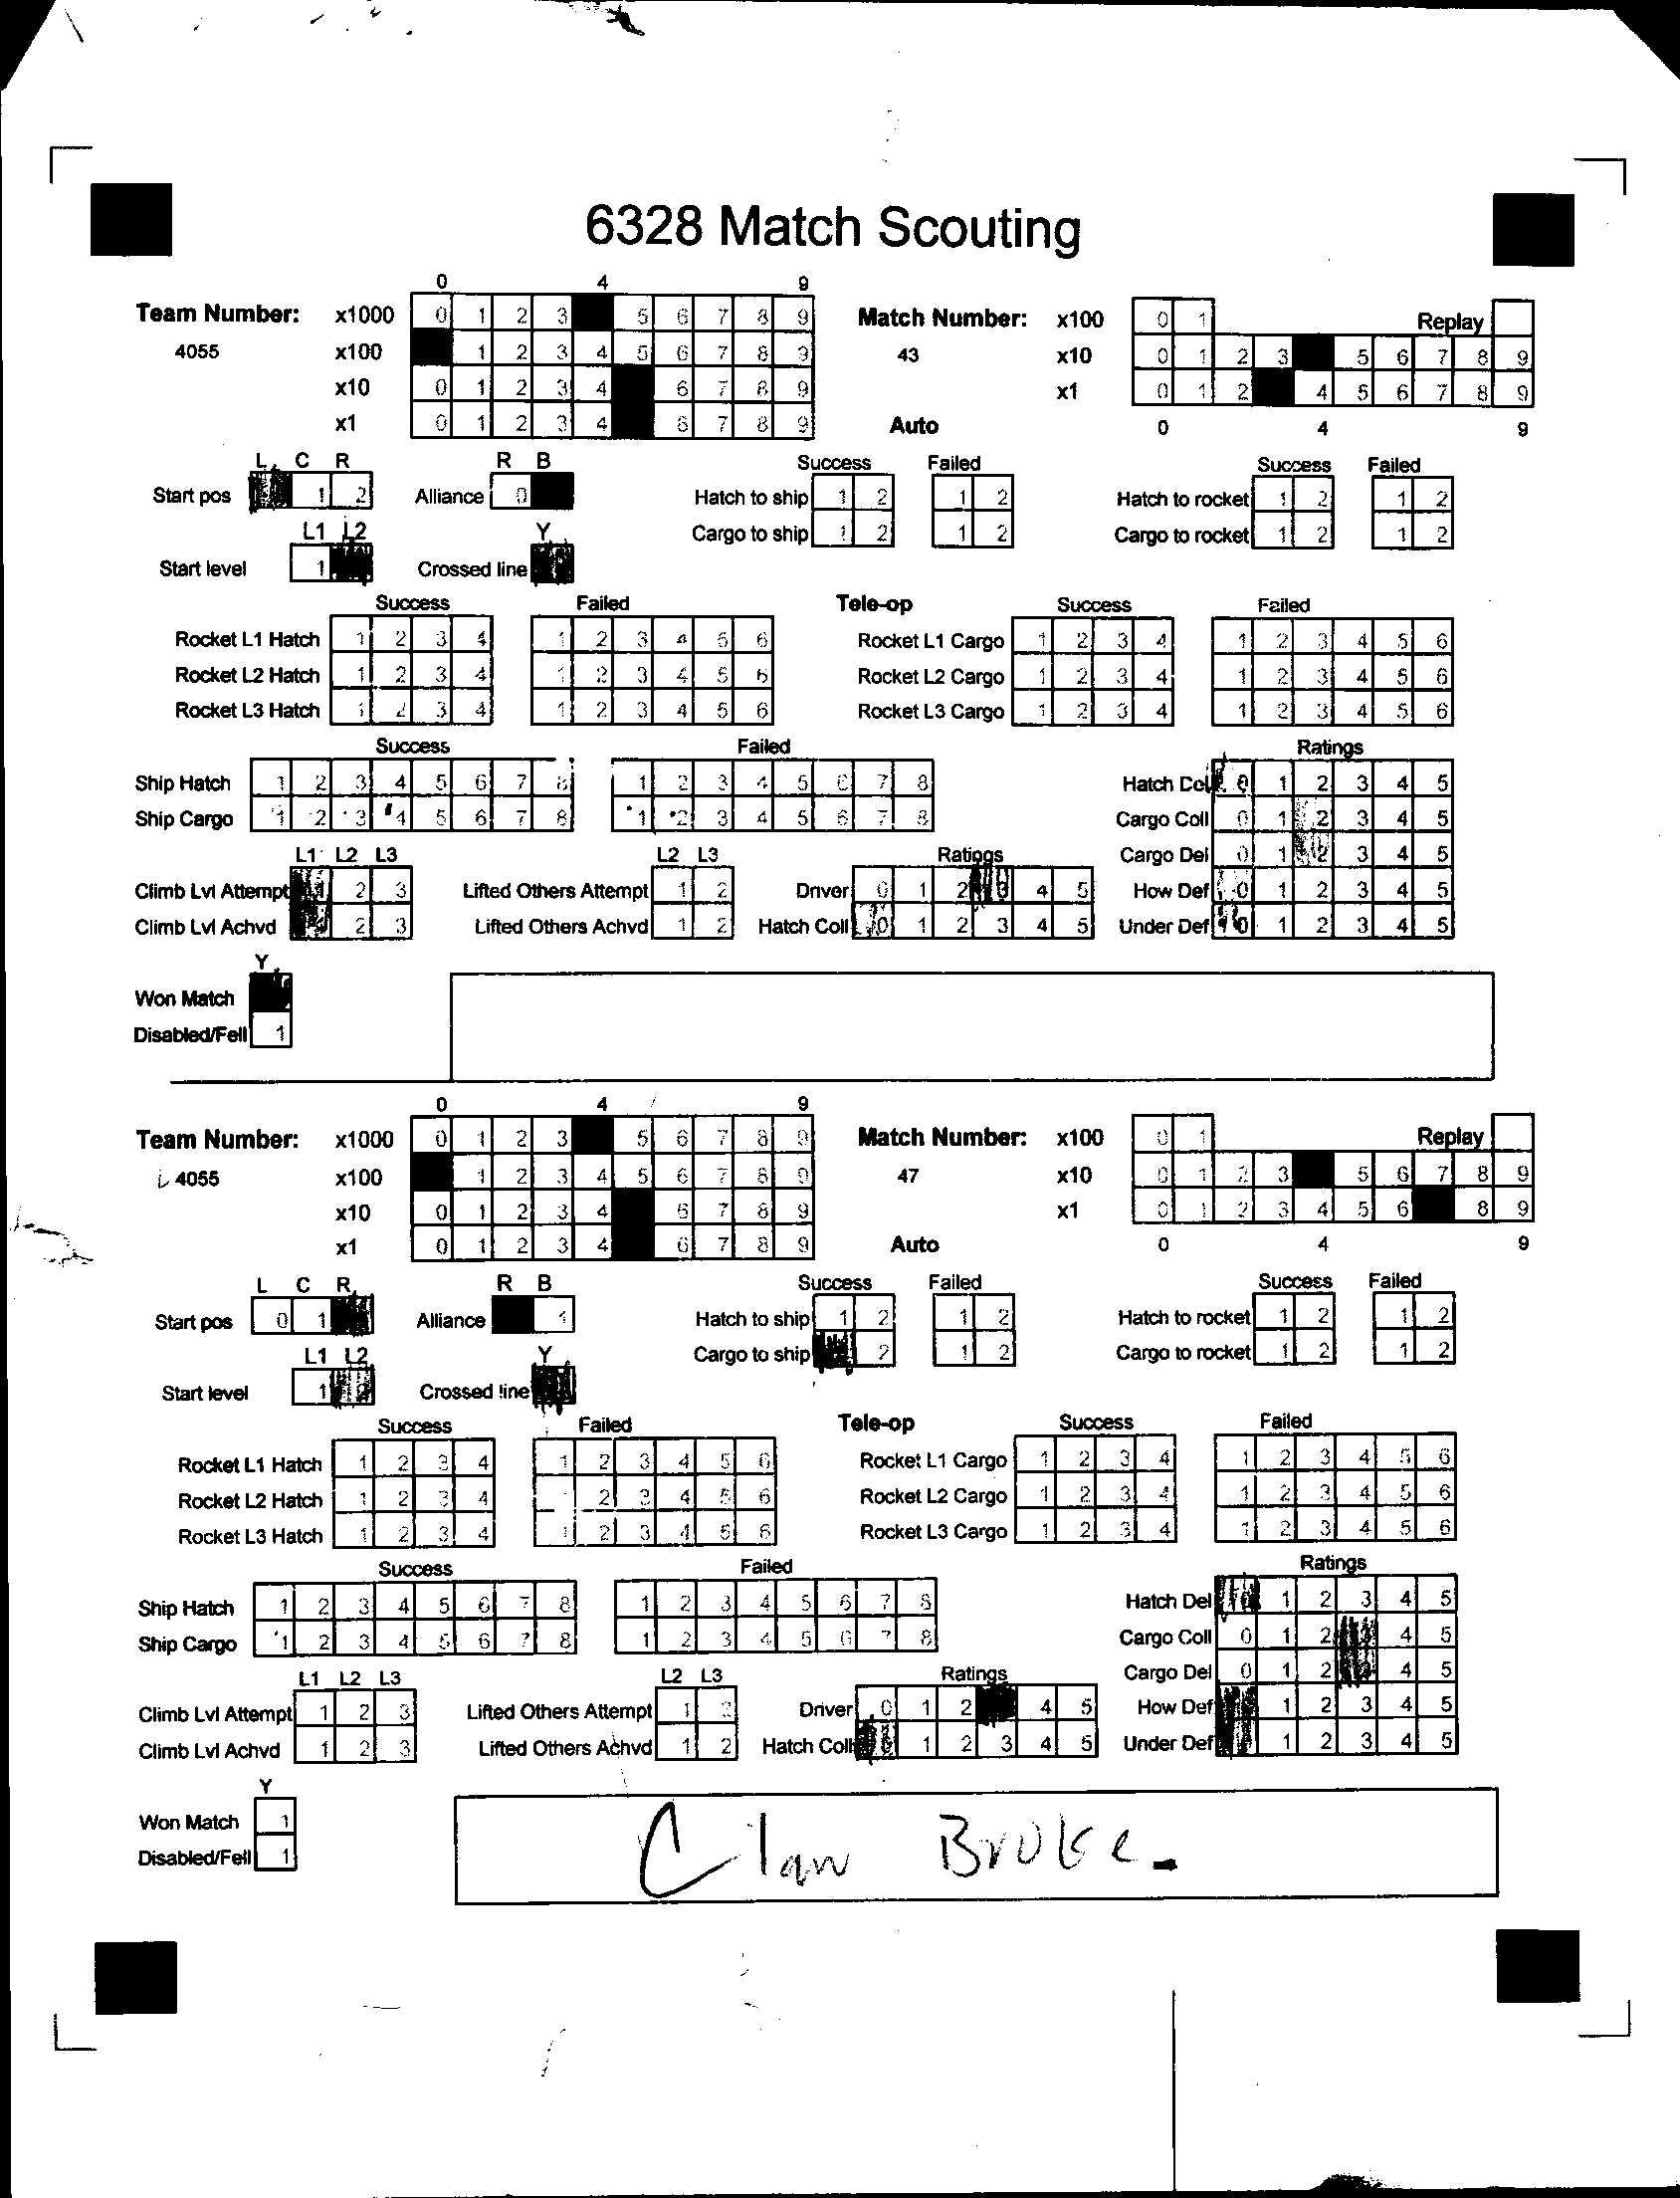 6328 Match Scouting
0 4 9
Team Number: x1000 0 1 2 3 5 6 7 8 9 Match Number: x100 0 1 Replay
4055 x100 1 2 3 4 5 6 7 8 9 43 x10 0 1 2 3 5 6 7 8 9
x10 0 1 2 3 4 6 7 8 9 x1 0 1 2 4 5 6 7 8 9
x1 0 1 2 3 4 6 7 8 9 Auto 0 4 9
L C R R B Success Failed Success Failed
Start pos 1 2 Alliance 0 Hatch to ship 1 2 1 2 Hatch to rocket 1 2 1 2
L1 L2 Y Cargo to ship 1 2 1 2 Cargo to rocket 1 2 1 2
Start level 1 Crossed line
Success Failed Tele-op Success Failed
Rocket L1 Hatch 1 2 3 4 1 2 3 4 5 6 Rocket L1 Cargo 1 2 3 4 1 2 3 4 5 6
Rocket L2 Hatch 1 2 3 4 1 2 3 4 5 6 Rocket L2 Cargo 1 2 3 4 1 2 3 4 5 6
Rocket L3 Hatch 1 2 3 4 1 2 3 4 5 6 Rocket L3 Cargo 1 2 3 4 1 2 3 4 5 6
Success Failed Ratings
Ship Hatch 1 2 3 4 5 6 7 8 1 2 3 4 5 6 7 8 Hatch Del 0 1 2 3 4 5
Ship Cargo 1 2 3 4 5 6 7 8 1 2 3 4 5 6 7 8 Cargo Coll 0 1 2 3 4 5
L1 L2 L3 L2 L3 Ratings Cargo Del 0 1 2 3 4 5
Climb Lvl Attempt 1 2 3 Lifted Others Attempt 1 2 Driver 0 1 2 3 4 5 How Def 0 1 2 3 4 5
Climb Lvl Achvd 2 3 Lifted Others Achvd 1 2 Hatch Coll 0 1 2 3 4 5 Under Def 0 1 2 3 4 5
Y
Won Match
Disabled/Fell 1
0 4 9
Team Number: x1000 0 1 2 3 5 6 7 8 9 Match Number: x100 0 1 Replay
4055 x100 1 2 3 4 5 6 7 8 9 47 x10 0 1 2 3 5 6 7 8 9
x10 0 1 2 3 4 6 7 8 9 x1 0 1 2 3 4 5 6 8 9
x1 0 1 2 3 4 6 7 8 9 Auto 0 4 9
L C R R B Success Failed Success Failed
Start pos 0 1 Alliance 1 Hatch to ship 1 2 1 2 Hatch to rocket 1 2 1 2
L1 L2 Y Cargo to ship 2 1 2 Cargo to rocket 1 2 1 2
Start level 1 2 Crossed line
Success Failed Tele-op Success Failed
Rocket L1 Hatch 1 2 3 4 1 2 3 4 5 6 Rocket L1 Cargo 1 2 3 4 1 2 3 4 5 6
Rocket L2 Hatch 1 2 3 4 2 3 4 5 6 Rocket L2 Cargo 1 2 3 4 1 2 3 4 5 6
Rocket L3 Hatch 1 2 3 4 1 2 3 4 5 6 Rocket L3 Cargo 1 2 3 4 1 2 3 4 5 6
Success Failed Ratings
Ship Hatch 1 2 3 4 5 6 7 8 1 2 3 4 5 6 7 8 Hatch Del 0 1 2 3 4 5
Ship Cargo 1 2 3 4 5 6 7 8 1 2 3 4 5 6 7 8 Cargo Coll 0 1 2 4 5
L1 L2 L3 L2 L3 Ratings Cargo Del 0 1 2 4 5
Climb Lvl Attempt 1 2 3 Lifted Others Attempt 1 2 Driver 0 1 2 4 5 How Def 1 2 3 4 5
Climb Lvl Achvd 1 2 3 Lifted Others Achvd 1 2 Hatch Coll 0 1 2 3 4 5 Under Def 1 2 3 4 5
Y
Won Match 1
Disabled/Fell 1
Claw Broke.